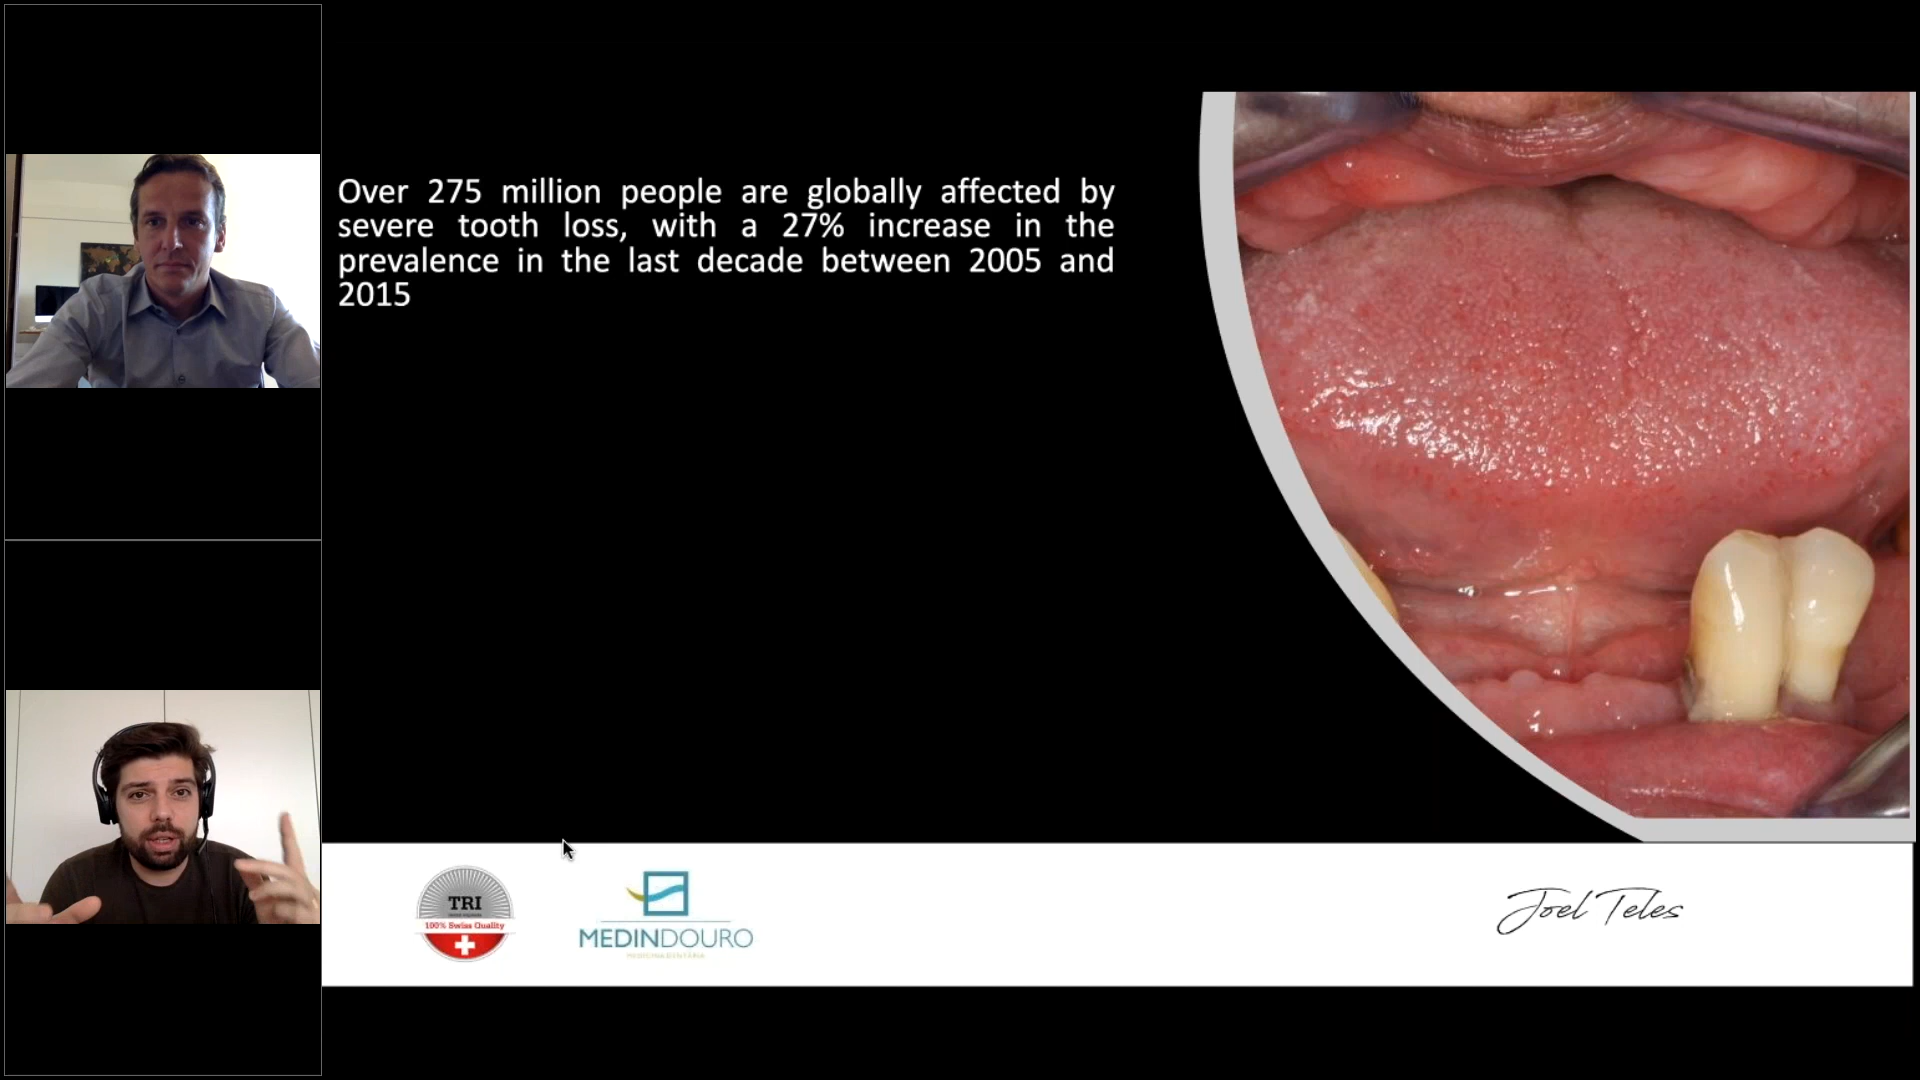 Over 275 million people are globally affected by
severe tooth loss, with a 27% increase in the
prevalence in the last decade between 2005 and
2015
TRI
100% Swiss Quality
MEDINDOURO
Joel Teles